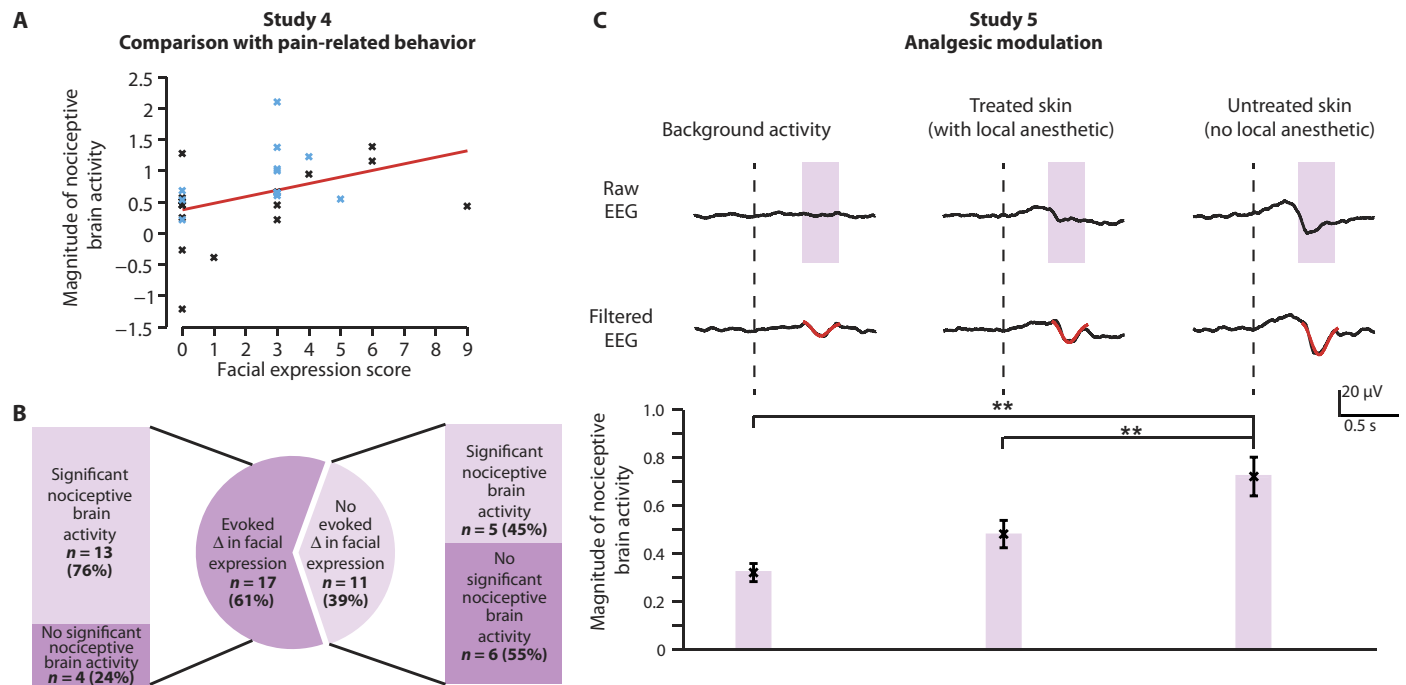 A
Study 4
Comparison with pain-related behavior
Magnitude of nociceptive
brain activity
2.5
2
1.5
1
0.5
0
−0.5
−1
−1.5
0 1 2 3 4 5 6 7 8 9
Facial expression score
B
Significant
nociceptive
brain
activity
n = 13
(76%)
No significant
nociceptive
brain activity
n = 4 (24%)
Evoked
Δ in facial
expression
n = 17
(61%)
No
evoked
Δ in facial
expression
n = 11
(39%)
Significant
nociceptive
brain
activity
n = 5 (45%)
No
significant
nociceptive
brain
activity
n = 6 (55%)
C
Study 5
Analgesic modulation
Background activity
Treated skin
(with local anesthetic)
Untreated skin
(no local anesthetic)
Raw
EEG
Filtered
EEG
20 μV
0.5 s
Magnitude of nociceptive
brain activity
1.0
0.8
0.6
0.4
0.2
0
**
**